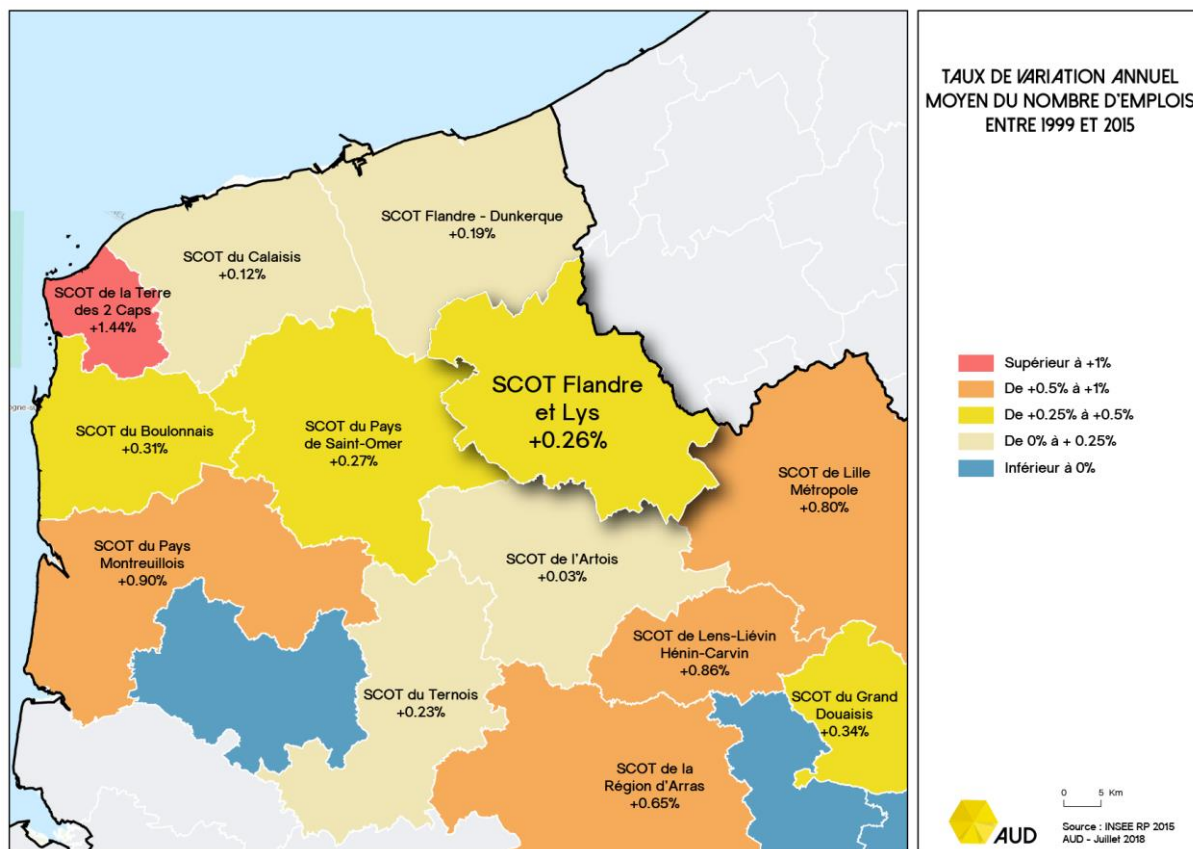 TAUX DE VARIATION ANNUEL
MOYEN DU NOMBRE D'EMPLOIS
ENTRE 1999 ET 2015
SCOT Flandre - Dunkerque
+0.19%
SCOT du Calaisis
+0.12%
SCOT de la Terre
des 2 Caps
+1.44%
SCOT Flandre
et Lys
+0.26%
SCOT du Boulonnais
+0.31%
SCOT du Pays
de Saint-Omer
+0.27%
SCOT de Lille
Métropole
+0.80%
SCOT du Pays
Montreuillois
+0.90%
SCOT de l'Artois
+0.03%
SCOT de Lens-Liévin
Hénin-Carvin
+0.86%
SCOT du Ternois
+0.23%
SCOT du Grand
Douaisis
+0.34%
SCOT de la
Région d'Arras
+0.65%
Supérieur à +1%
De +0.5% à +1%
De +0.25% à +0.5%
De 0% à + 0.25%
Inférieur à 0%
0 5 Km
AUD
Source : INSEE RP 2015
AUD - Juillet 2018